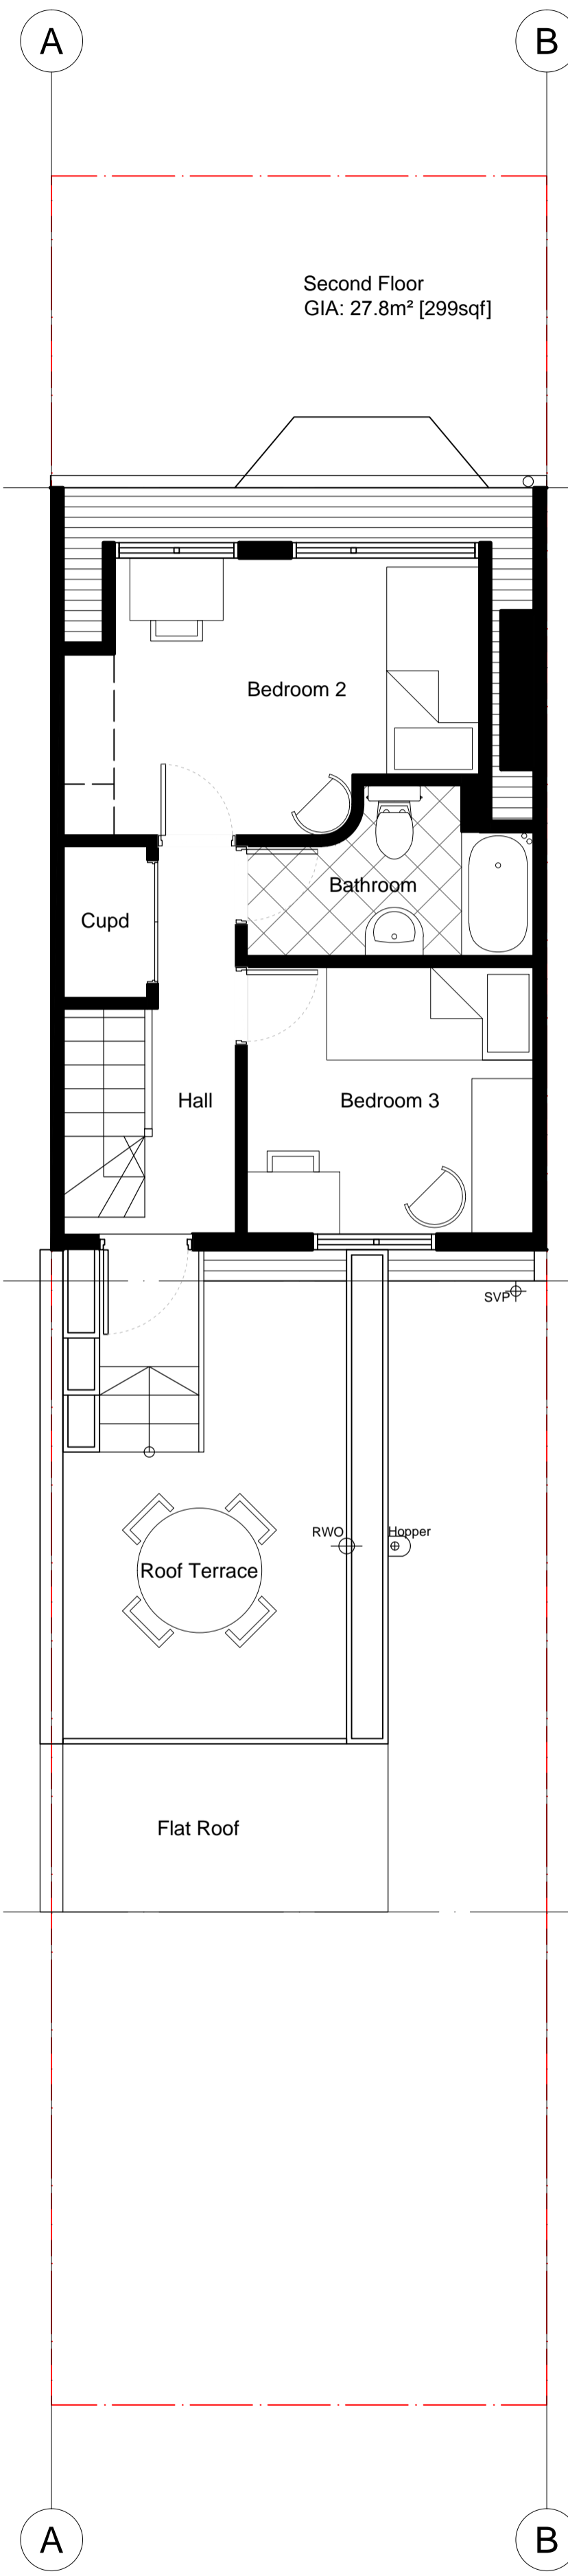 A
B
Second Floor
GIA: 27.8m² [299sqf]
Bedroom 2
Bathroom
Cupd
Hall
Bedroom 3
SVP
RWO
Hopper
Roof Terrace
Flat Roof
A
B